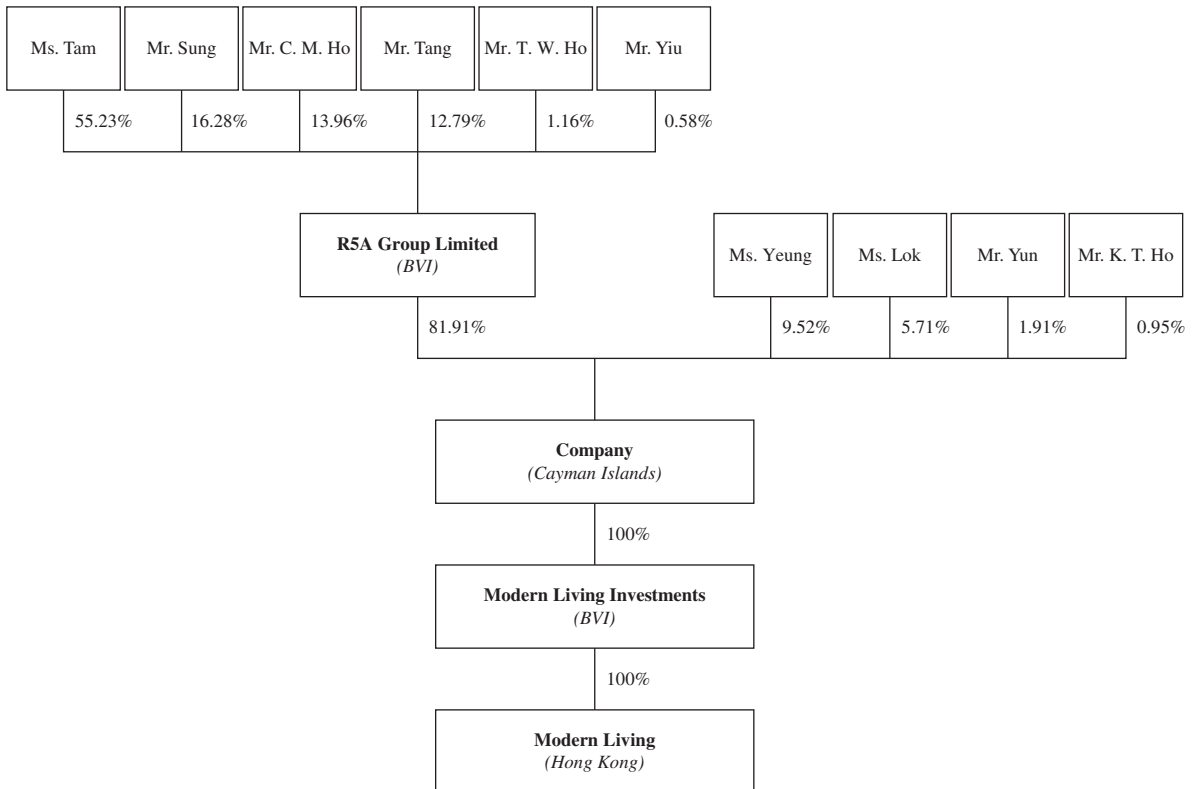 Ms. Tam
Mr. Sung
Mr. C. M. Ho
Mr. Tang
Mr. T. W. Ho
Mr. Yiu
55.23%
16.28%
13.96%
12.79%
1.16%
0.58%
R5A Group Limited
(BVI)
Ms. Yeung
Ms. Lok
Mr. Yun
Mr. K. T. Ho
81.91%
9.52%
5.71%
1.91%
0.95%
Company
(Cayman Islands)
100%
Modern Living Investments
(BVI)
100%
Modern Living
(Hong Kong)